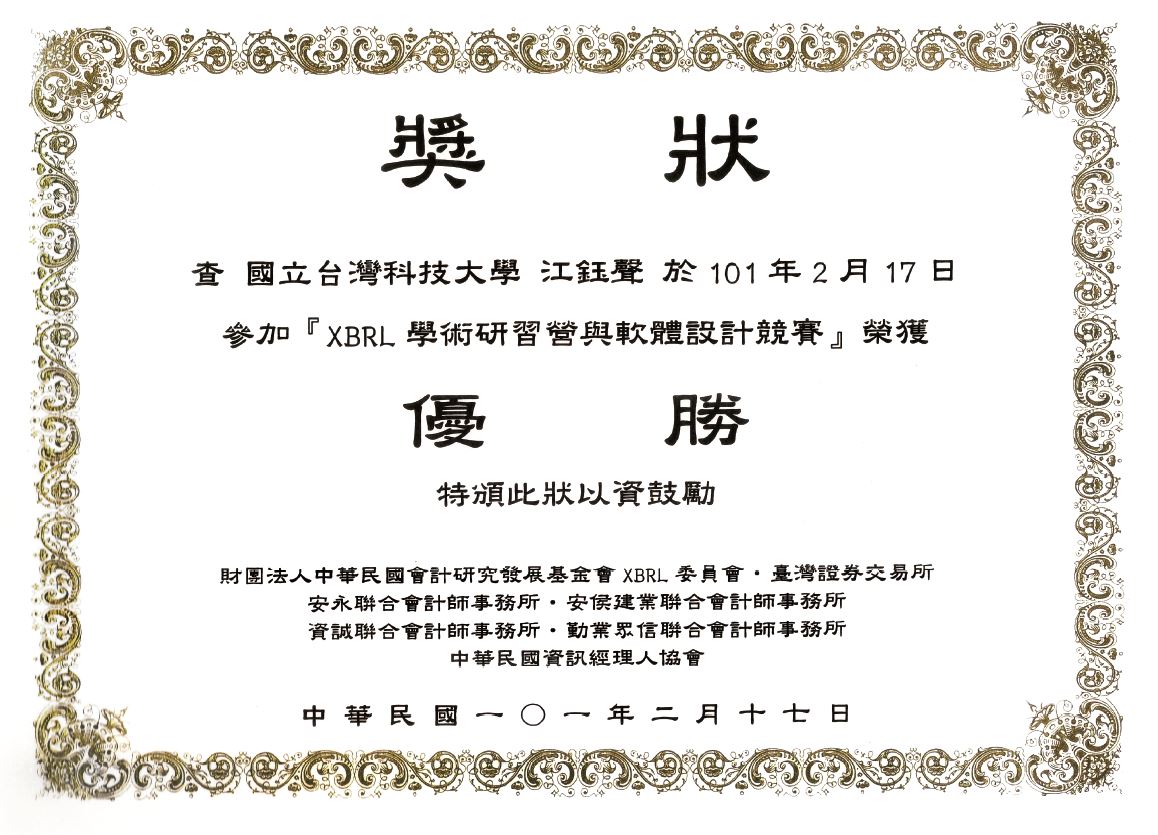 獎狀
查 國立台灣科技大學 江鈺聲 於 101 年 2 月 17 日
參加『XBRL 學術研習營與軟體設計競賽』榮獲
優勝
特頒此狀以資鼓勵
財團法人中華民國會計研究發展基金會 XBRL 委員會・臺灣證券交易所
安永聯合會計師事務所・安侯建業聯合會計師事務所
資誠聯合會計師事務所・勤業眾信聯合會計師事務所
中華民國資訊經理人協會
中華民國一〇一年二月十七日